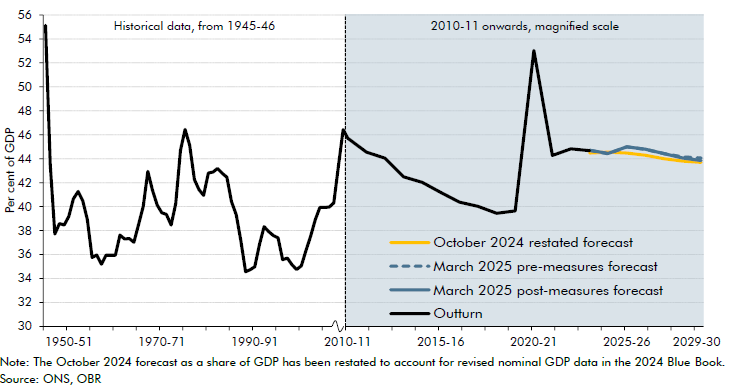 56
54
52
50
48
46
44
42
40
38
36
34
32
30
Per cent of GDP
Historical data, from 1945-46
2010-11 onwards, magnified scale
October 2024 restated forecast
March 2025 pre-measures forecast
March 2025 post-measures forecast
Outturn
1950-51 1970-71 1990-91 2010-11 2015-16 2020-21 2025-26 2029-30
Note: The October 2024 forecast as a share of GDP has been restated to account for revised nominal GDP data in the 2024 Blue Book.
Source: ONS, OBR